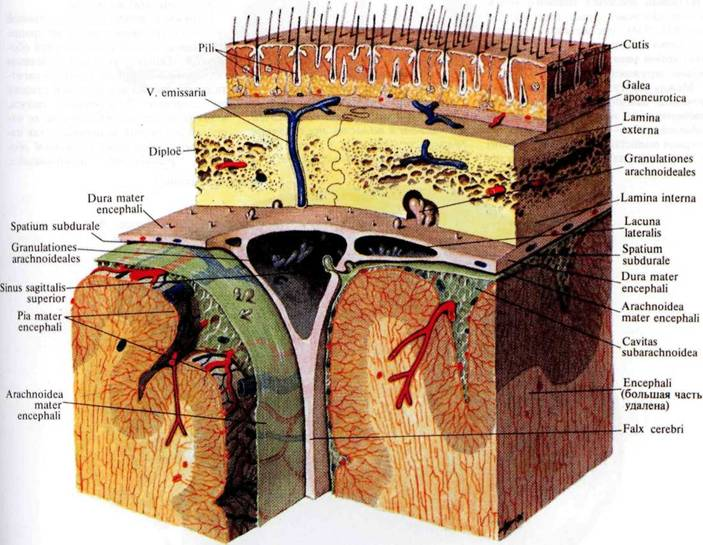 Pili
V. emissaria
Diploë
Dura mater
encephali
Spatium subdurale
Granulationes
arachnoideales
Sinus sagittalis
superior
Pia mater
encephali
Arachnoidea
mater
encephali
Cutis
Galea
aponeurotica
Lamina
externa
Granulationes
arachnoideales
Lamina interna
Lacuna
lateralis
Spatium
subdurale
Dura mater
encephali
Arachnoidea
mater encephali
Cavitas
subarachnoidea
Encephali
(большая часть
удалена)
Falx cerebri